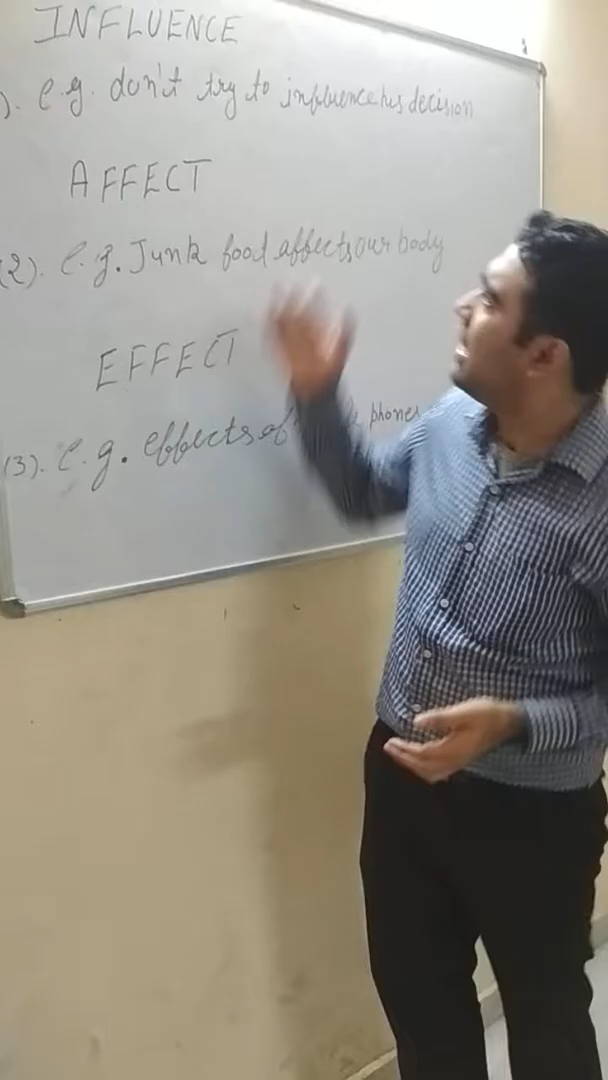 INFLUENCE
). e.g. don't try to influence his decision
AFFECT
(2). e.g. Junk food affects our body
EFFECT
(3). e.g. effects of phones